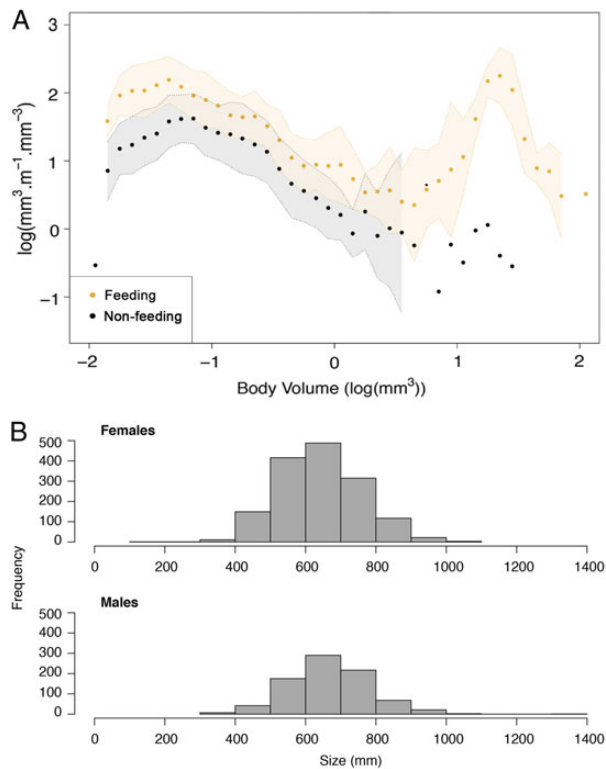 A
log(mm³.m⁻¹.mm⁻³)
3
2
1
0
−1
Feeding
Non-feeding
−2 −1 0 1 2
Body Volume (log(mm³))
B
Females
Frequency
500
400
300
200
100
0
0 200 400 600 800 1000 1200 1400
Males
500
400
300
200
100
0
0 200 400 600 800 1000 1200 1400
Size (mm)